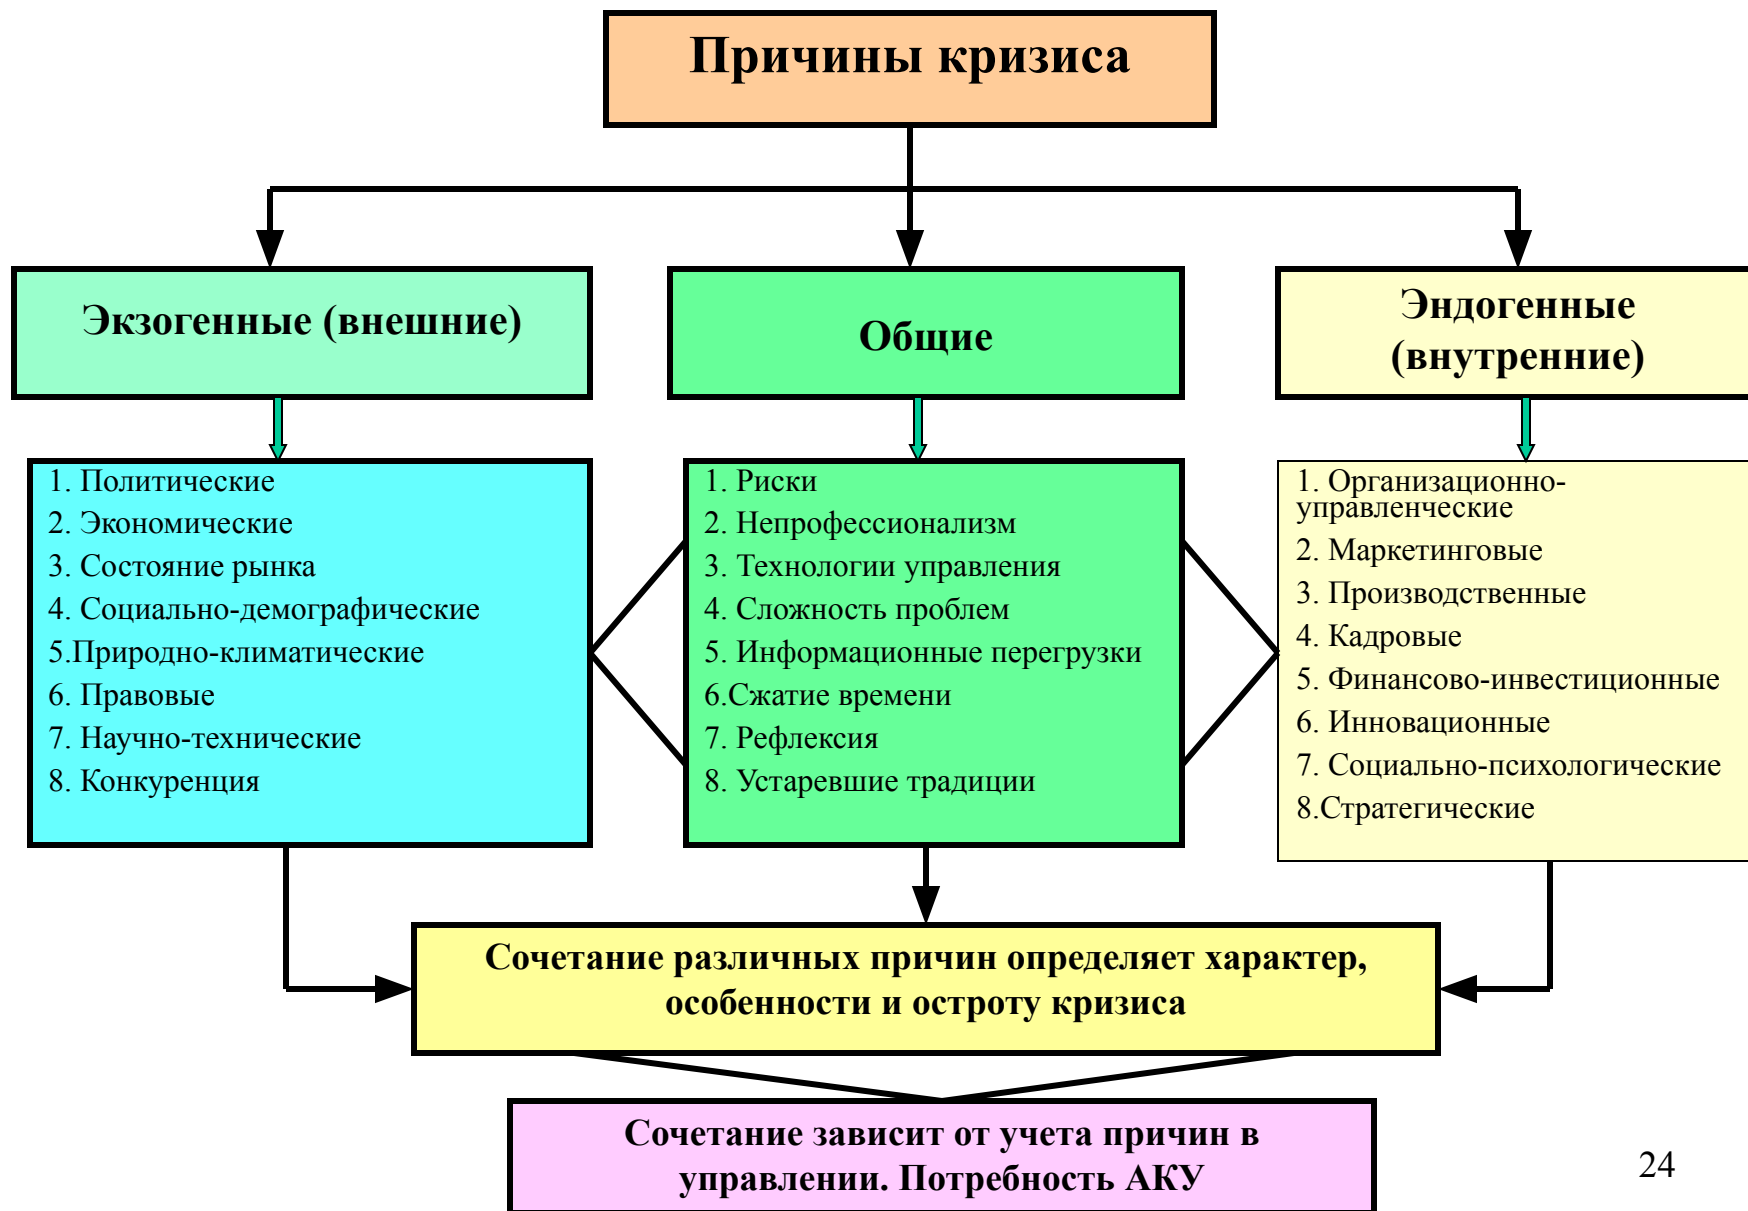 Причины кризиса
Экзогенные (внешние)
Общие
Эндогенные
(внутренние)
1. Политические
2. Экономические
3. Состояние рынка
4. Социально-демографические
5.Природно-климатические
6. Правовые
7. Научно-технические
8. Конкуренция
1. Риски
2. Непрофессионализм
3. Технологии управления
4. Сложность проблем
5. Информационные перегрузки
6.Сжатие времени
7. Рефлексия
8. Устаревшие традиции
1. Организационно-
управленческие
2. Маркетинговые
3. Производственные
4. Кадровые
5. Финансово-инвестиционные
6. Инновационные
7. Социально-психологические
8.Стратегические
Сочетание различных причин определяет характер,
особенности и остроту кризиса
Сочетание зависит от учета причин в
управлении. Потребность АКУ
24